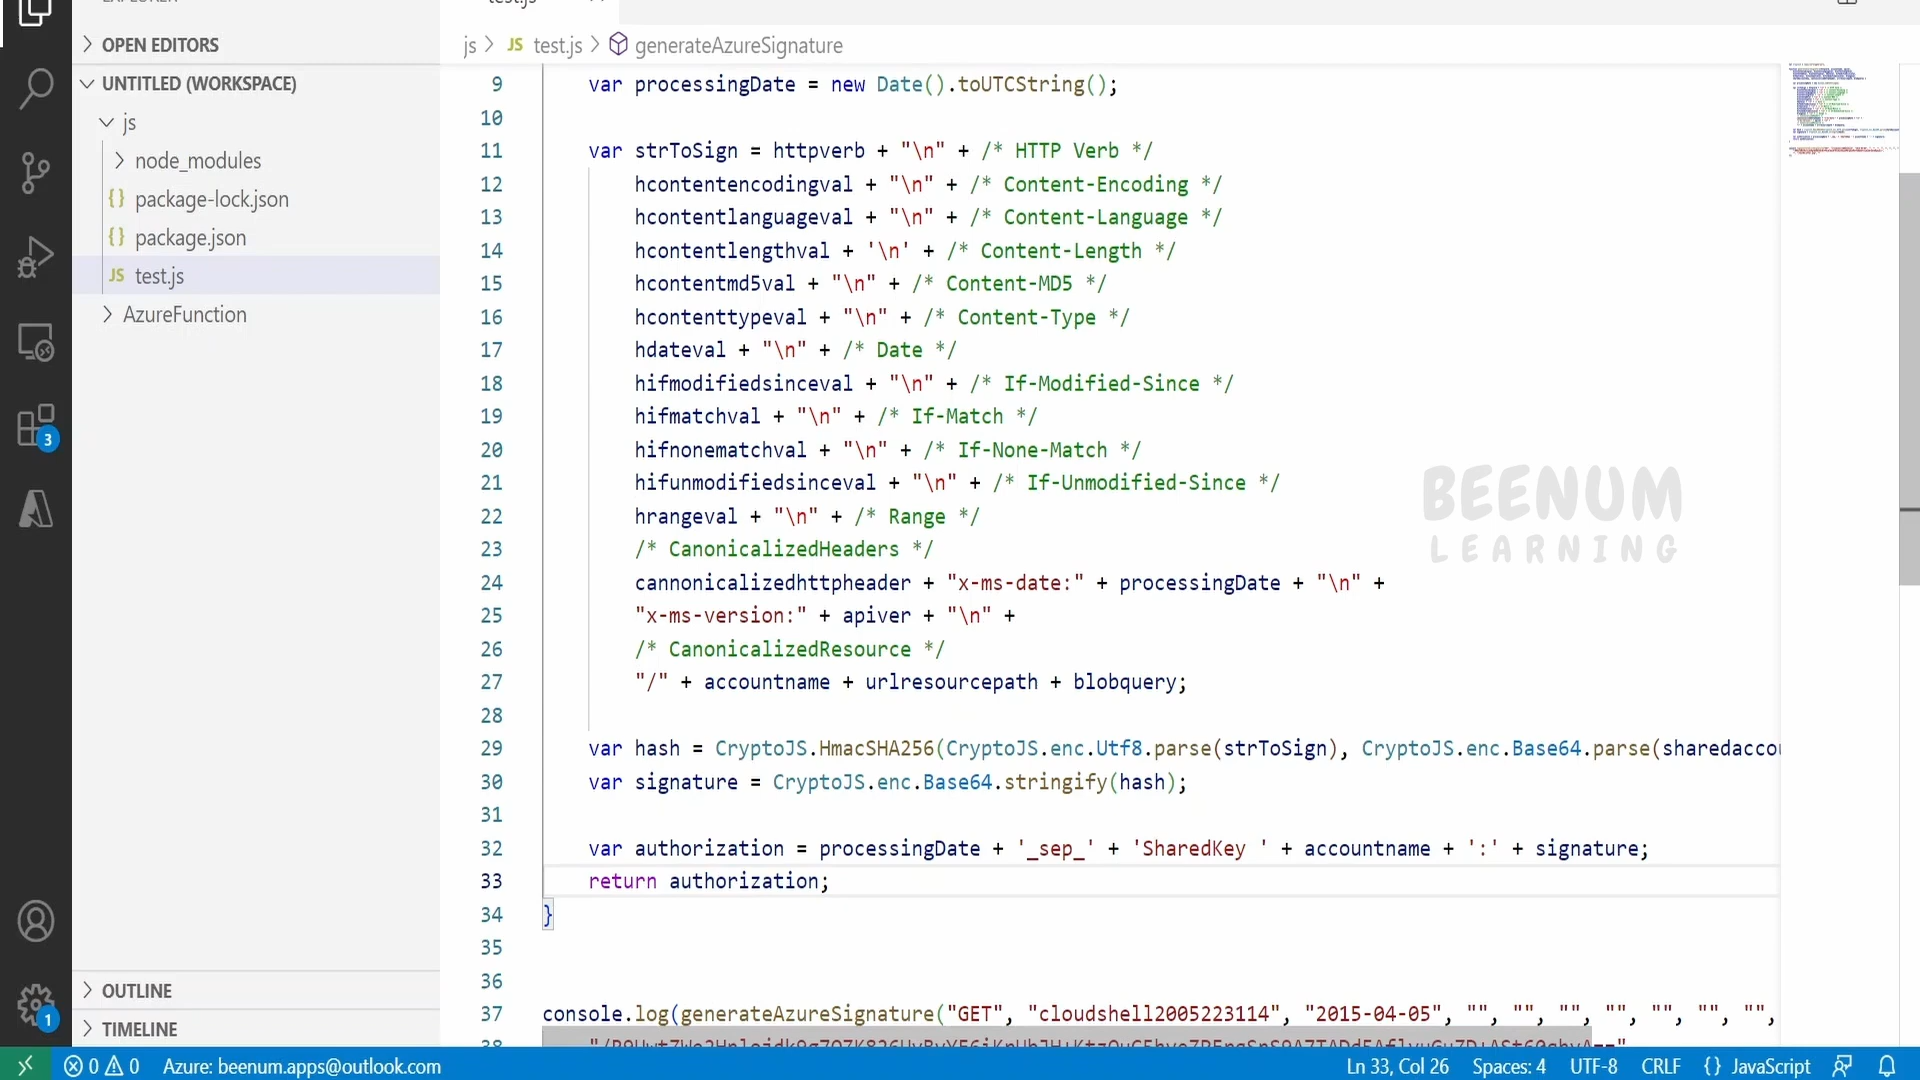 OPEN EDITORS
UNTITLED (WORKSPACE)
js
node_modules
package-lock.json
package.json
test.js
AzureFunction
OUTLINE
TIMELINE
3
1
js > JS test.js > generateAzureSignature
9 var processingDate = new Date().toUTCString();
10
11 var strToSign = httpverb + "\n" + /* HTTP Verb */
12 hcontentencodingval + "\n" + /* Content-Encoding */
13 hcontentlanguageval + "\n" + /* Content-Language */
14 hcontentlengthval + '\n' + /* Content-Length */
15 hcontentmd5val + "\n" + /* Content-MD5 */
16 hcontenttypeval + "\n" + /* Content-Type */
17 hdateval + "\n" + /* Date */
18 hifmodifiedsinceval + "\n" + /* If-Modified-Since */
19 hifmatchval + "\n" + /* If-Match */
20 hifnonematchval + "\n" + /* If-None-Match */
21 hifunmodifiedsinceval + "\n" + /* If-Unmodified-Since */
22 hrangeval + "\n" + /* Range */
23 /* CanonicalizedHeaders */
24 cannonicalizedhttpheader + "x-ms-date:" + processingDate + "\n" +
25 "x-ms-version:" + apiver + "\n" +
26 /* CanonicalizedResource */
27 "/" + accountname + urlresourcepath + blobquery;
28
29 var hash = CryptoJS.HmacSHA256(CryptoJS.enc.Utf8.parse(strToSign), CryptoJS.enc.Base64.parse(sharedaccou
30 var signature = CryptoJS.enc.Base64.stringify(hash);
31
32 var authorization = processingDate + '_sep_' + 'SharedKey ' + accountname + ':' + signature;
33 return authorization;
34 }
35
36
37 console.log(generateAzureSignature("GET", "cloudshell2005223114", "2015-04-05", "", "", "", "", "", "", "",
BEENUM
LEARNING
0 0 Azure: beenum.apps@outlook.com
Ln 33, Col 26 Spaces: 4 UTF-8 CRLF {} JavaScript